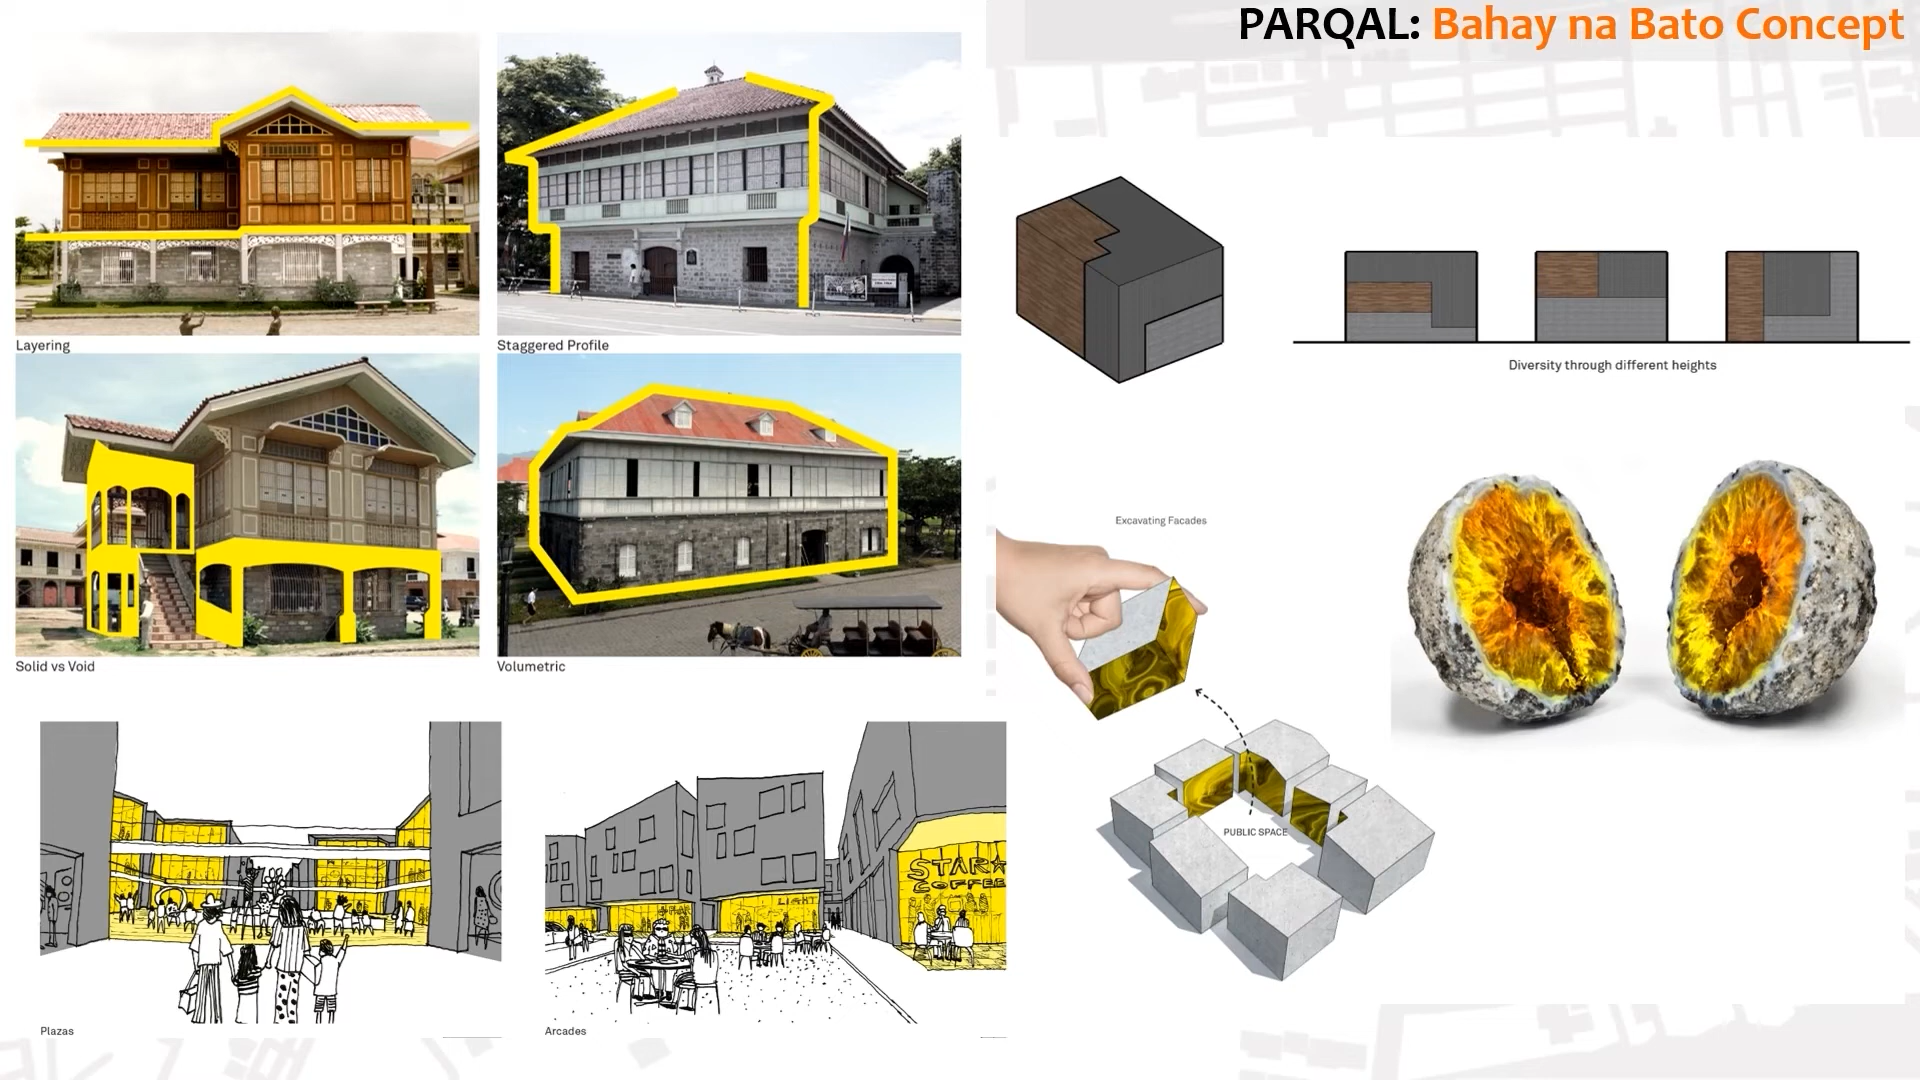 PARQAL: Bahay na Bato Concept
Layering
Staggered Profile
Diversity through different heights
Solid vs Void
Volumetric
Excavating Facades
PUBLIC SPACE
STAR★
COFFEE
LIGHT
Plazas
Arcades